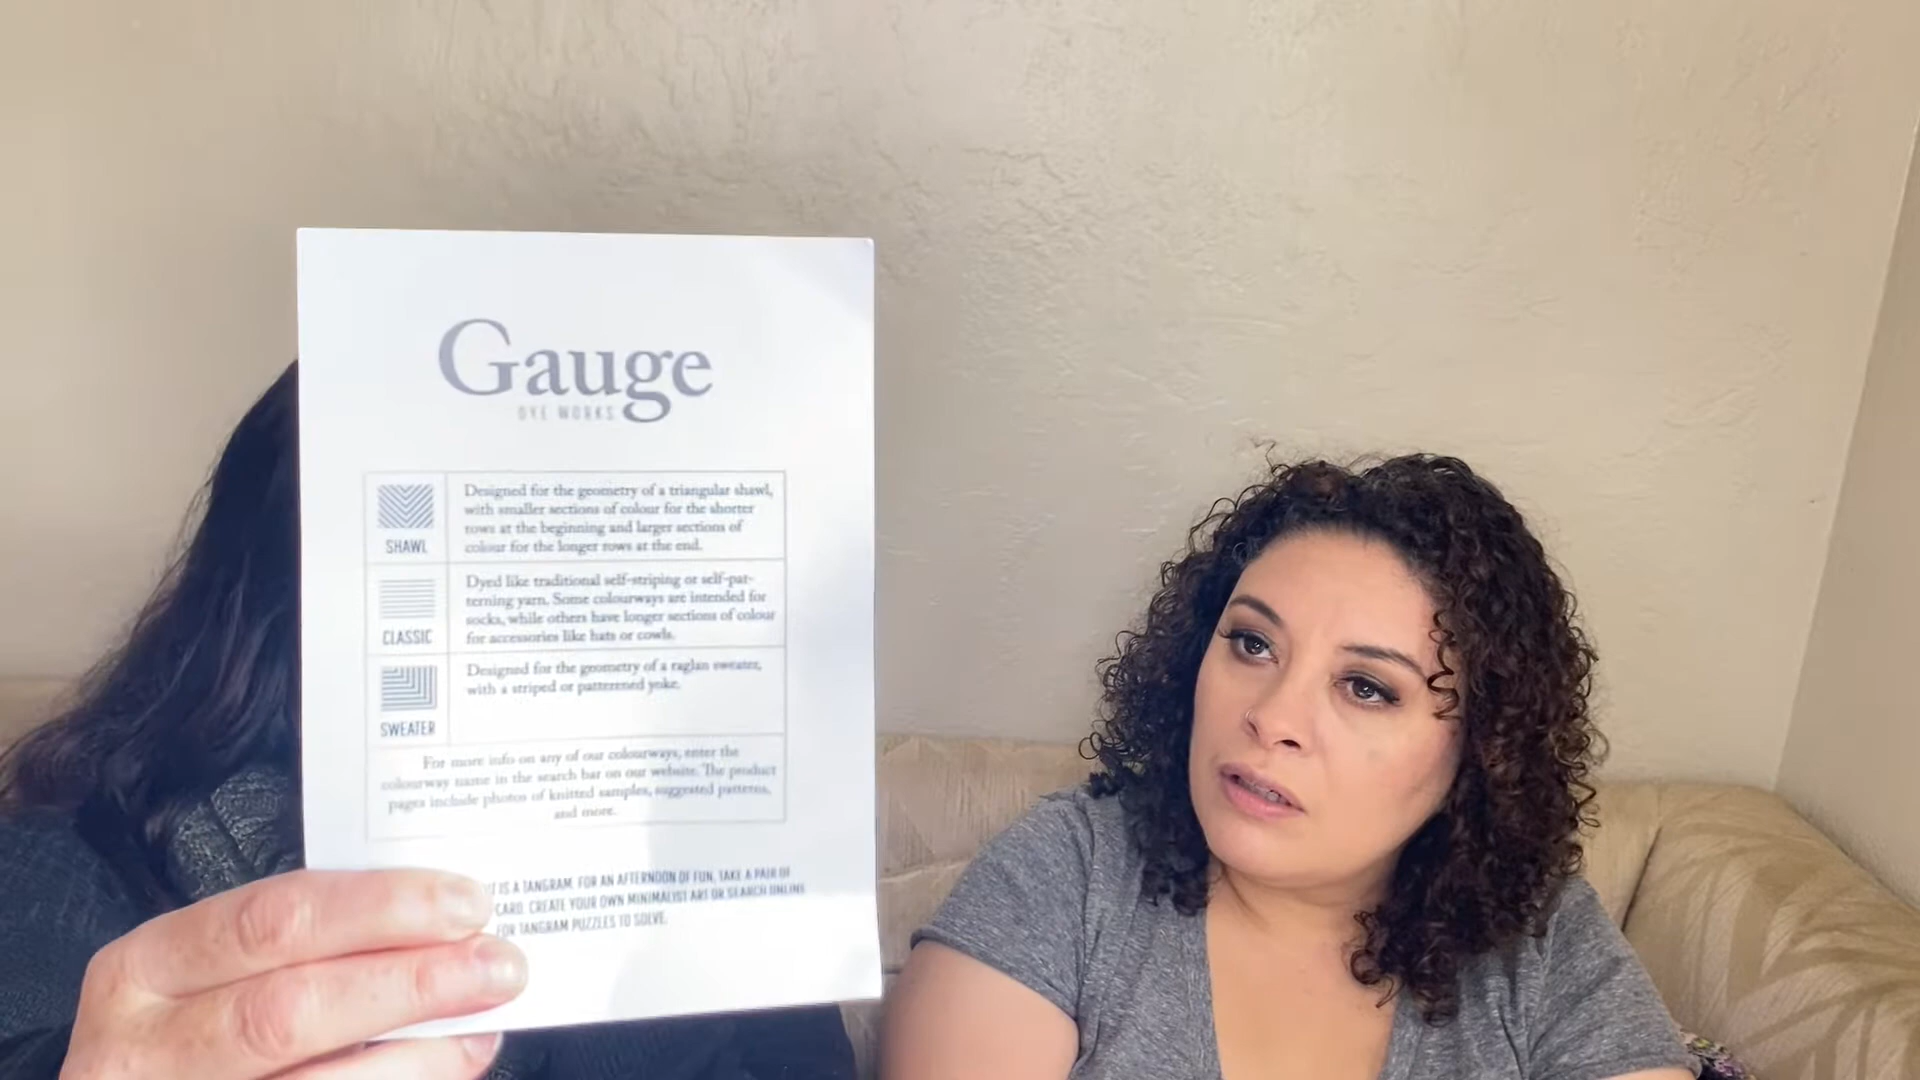 Gauge
DYE WORKS
SHAWL
Designed for the geometry of a triangular shawl,
with smaller sections of colour for the shorter
rows at the beginning and larger sections of
colour for the longer rows at the end.
CLASSIC
Dyed like traditional self-striping or self-pat-
terning yarn. Some colourways are intended for
socks, while others have longer sections of colour
for accessories like hats or cowls.
SWEATER
Designed for the geometry of a raglan sweater,
with a striped or patterened yoke.
For more info on any of our colourways, enter the
colourway name in the search bar on our website. The product
pages include photos of knitted samples, suggested patterns,
and more.
IS A TANGRAM. FOR AN AFTERNOON OF FUN, TAKE A PAIR OF
CARD. CREATE YOUR OWN MINIMALIST ART OR SEARCH ONLINE
FOR TANGRAM PUZZLES TO SOLVE.